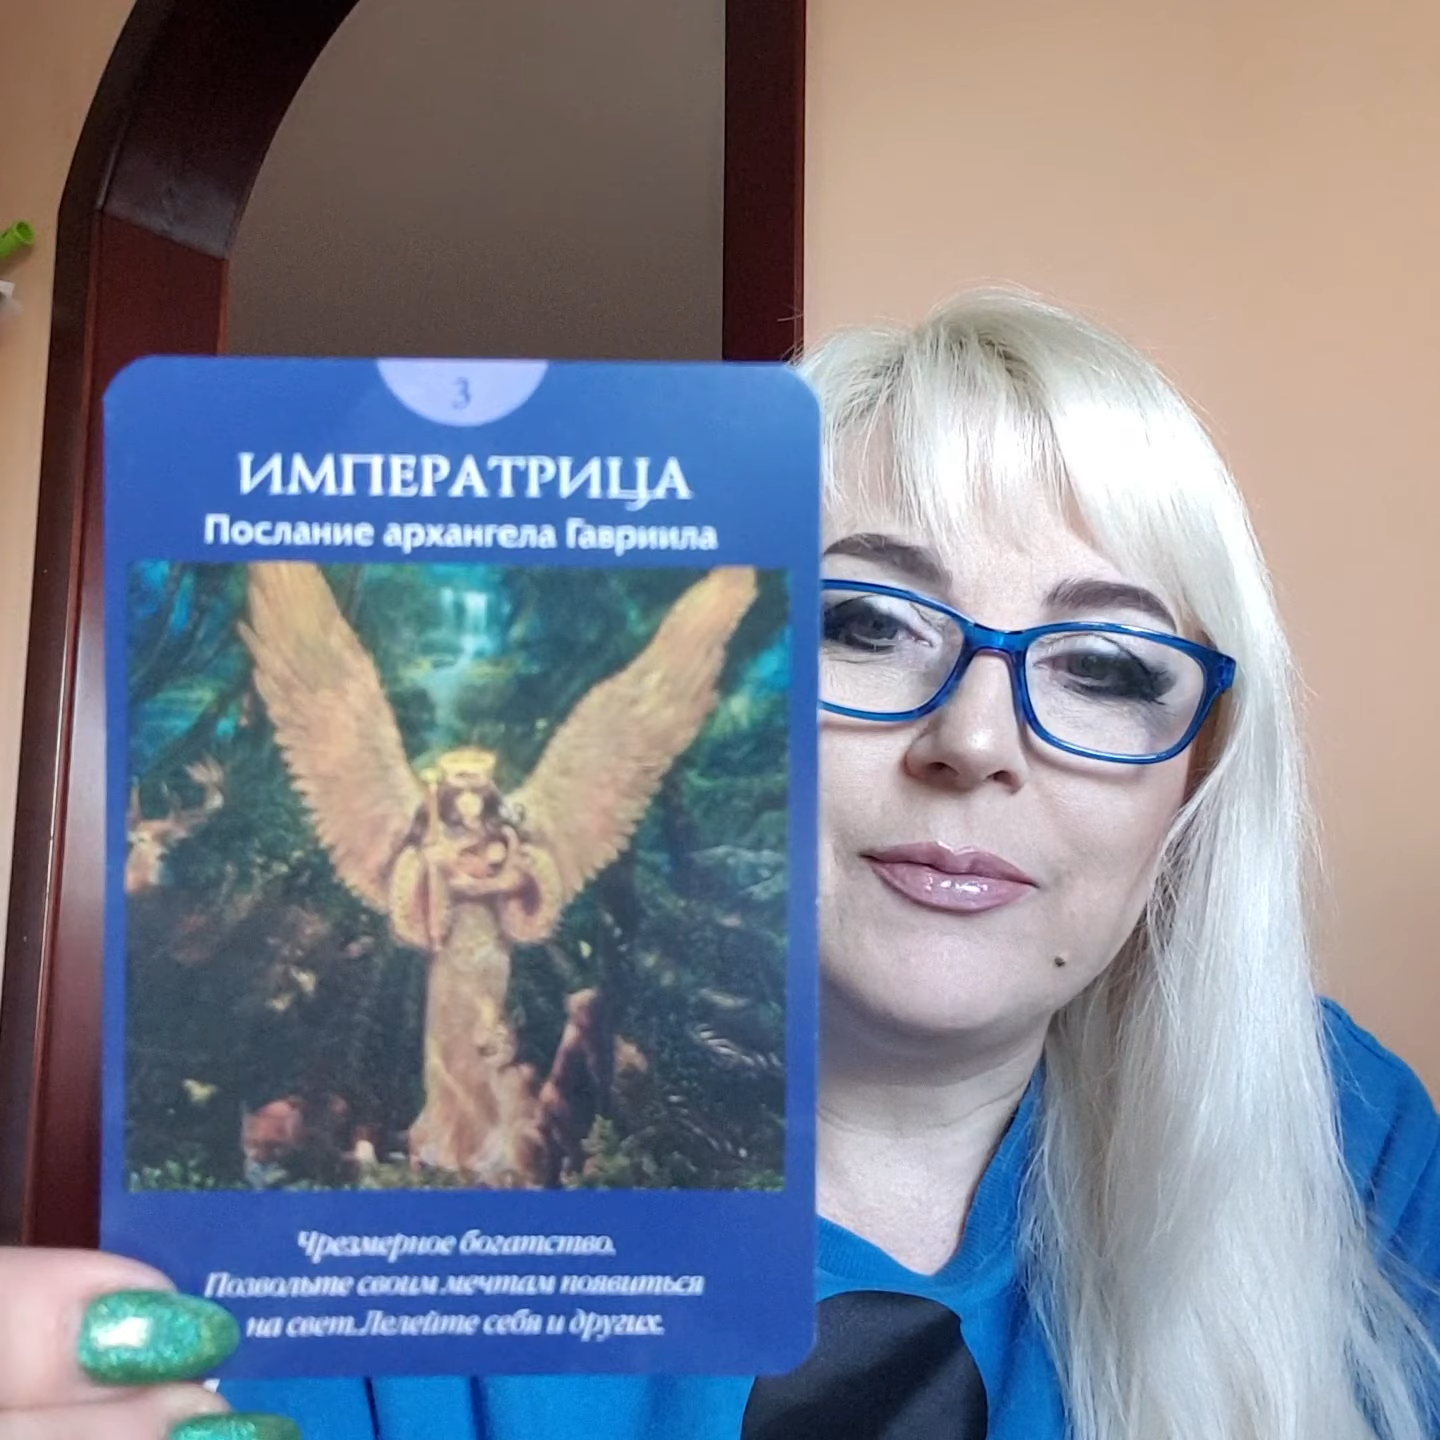 3
ИМПЕРАТРИЦА
Послание архангела Гавриила
Чрезмерное богатство.
Позвольте своим мечтам появиться
на свет.Лелейте себя и других.